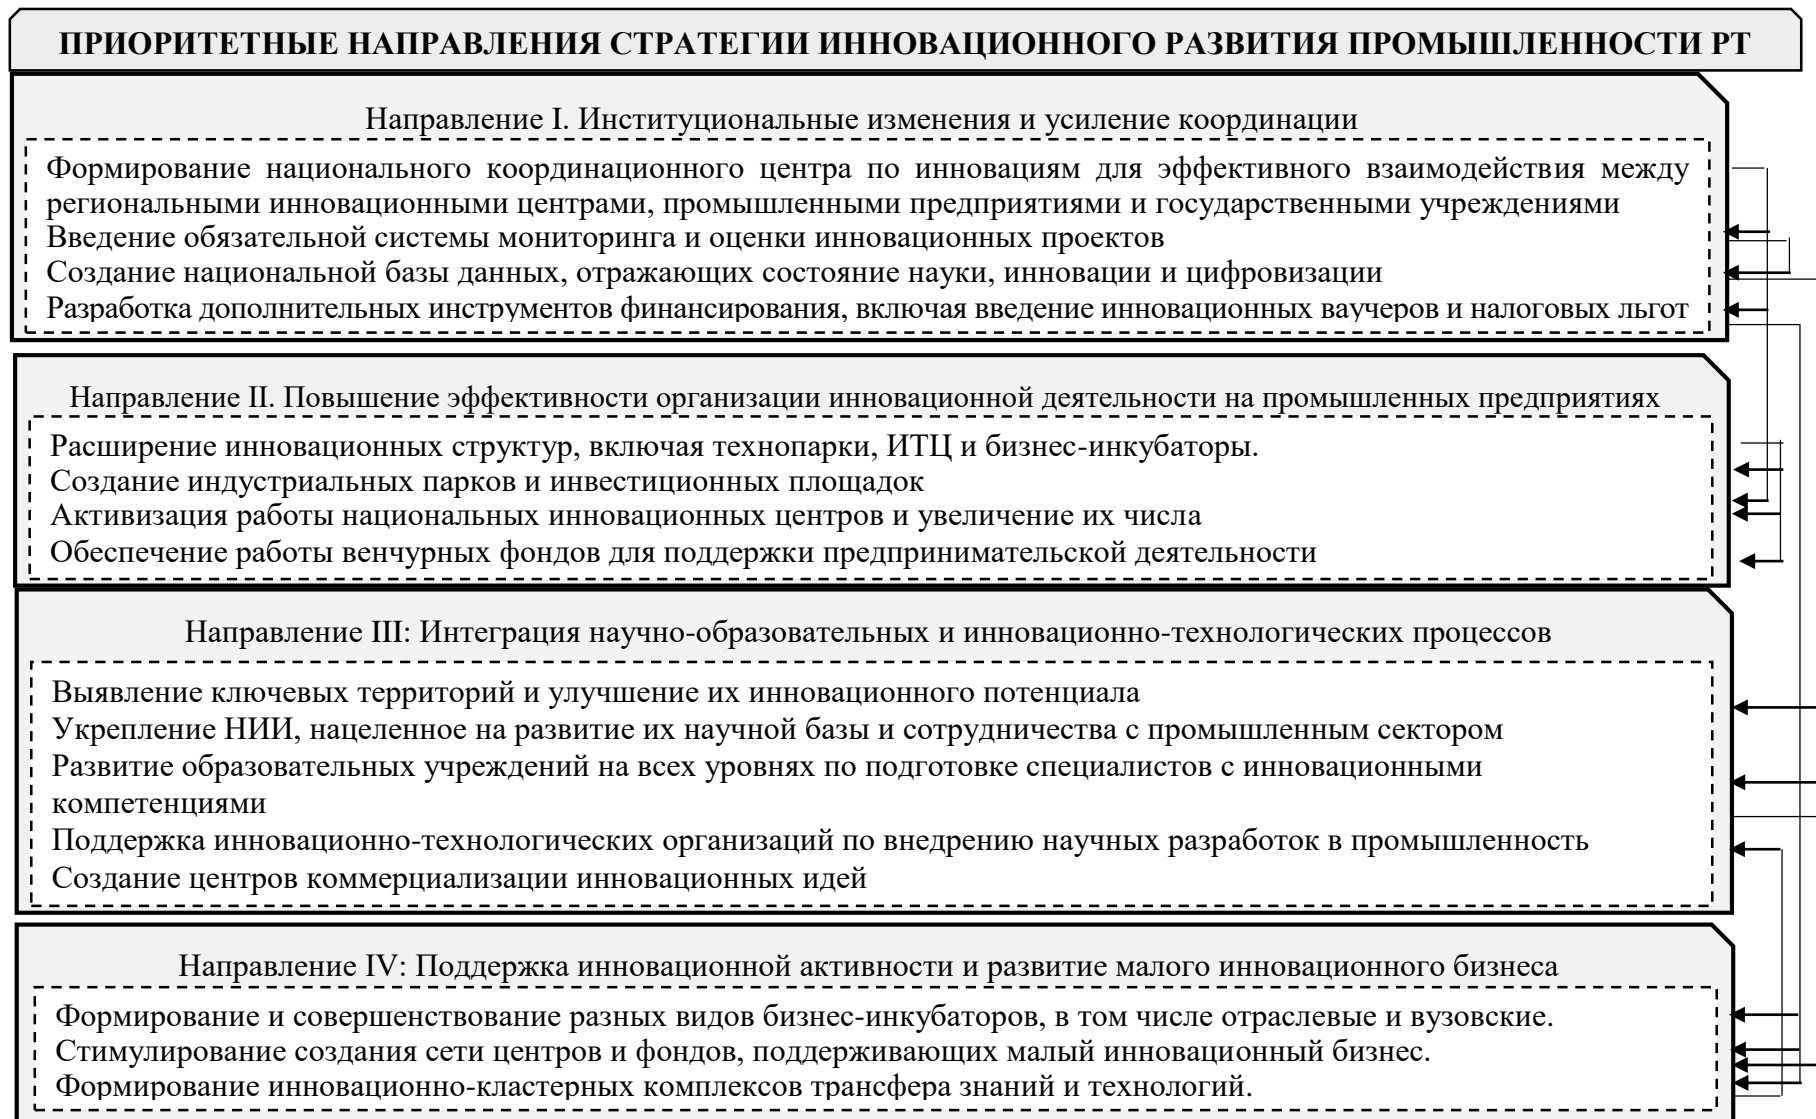 ПРИОРИТЕТНЫЕ НАПРАВЛЕНИЯ СТРАТЕГИИ ИННОВАЦИОННОГО РАЗВИТИЯ ПРОМЫШЛЕННОСТИ РТ
Направление I. Институциональные изменения и усиление координации
Формирование национального координационного центра по инновациям для эффективного взаимодействия между
региональными инновационными центрами, промышленными предприятиями и государственными учреждениями
Введение обязательной системы мониторинга и оценки инновационных проектов
Создание национальной базы данных, отражающих состояние науки, инновации и цифровизации
Разработка дополнительных инструментов финансирования, включая введение инновационных ваучеров и налоговых льгот
Направление II. Повышение эффективности организации инновационной деятельности на промышленных предприятиях
Расширение инновационных структур, включая технопарки, ИТЦ и бизнес-инкубаторы.
Создание индустриальных парков и инвестиционных площадок
Активизация работы национальных инновационных центров и увеличение их числа
Обеспечение работы венчурных фондов для поддержки предпринимательской деятельности
Направление III: Интеграция научно-образовательных и инновационно-технологических процессов
Выявление ключевых территорий и улучшение их инновационного потенциала
Укрепление НИИ, нацеленное на развитие их научной базы и сотрудничества с промышленным сектором
Развитие образовательных учреждений на всех уровнях по подготовке специалистов с инновационными
компетенциями
Поддержка инновационно-технологических организаций по внедрению научных разработок в промышленность
Создание центров коммерциализации инновационных идей
Направление IV: Поддержка инновационной активности и развитие малого инновационного бизнеса
Формирование и совершенствование разных видов бизнес-инкубаторов, в том числе отраслевые и вузовские.
Стимулирование создания сети центров и фондов, поддерживающих малый инновационный бизнес.
Формирование инновационно-кластерных комплексов трансфера знаний и технологий.